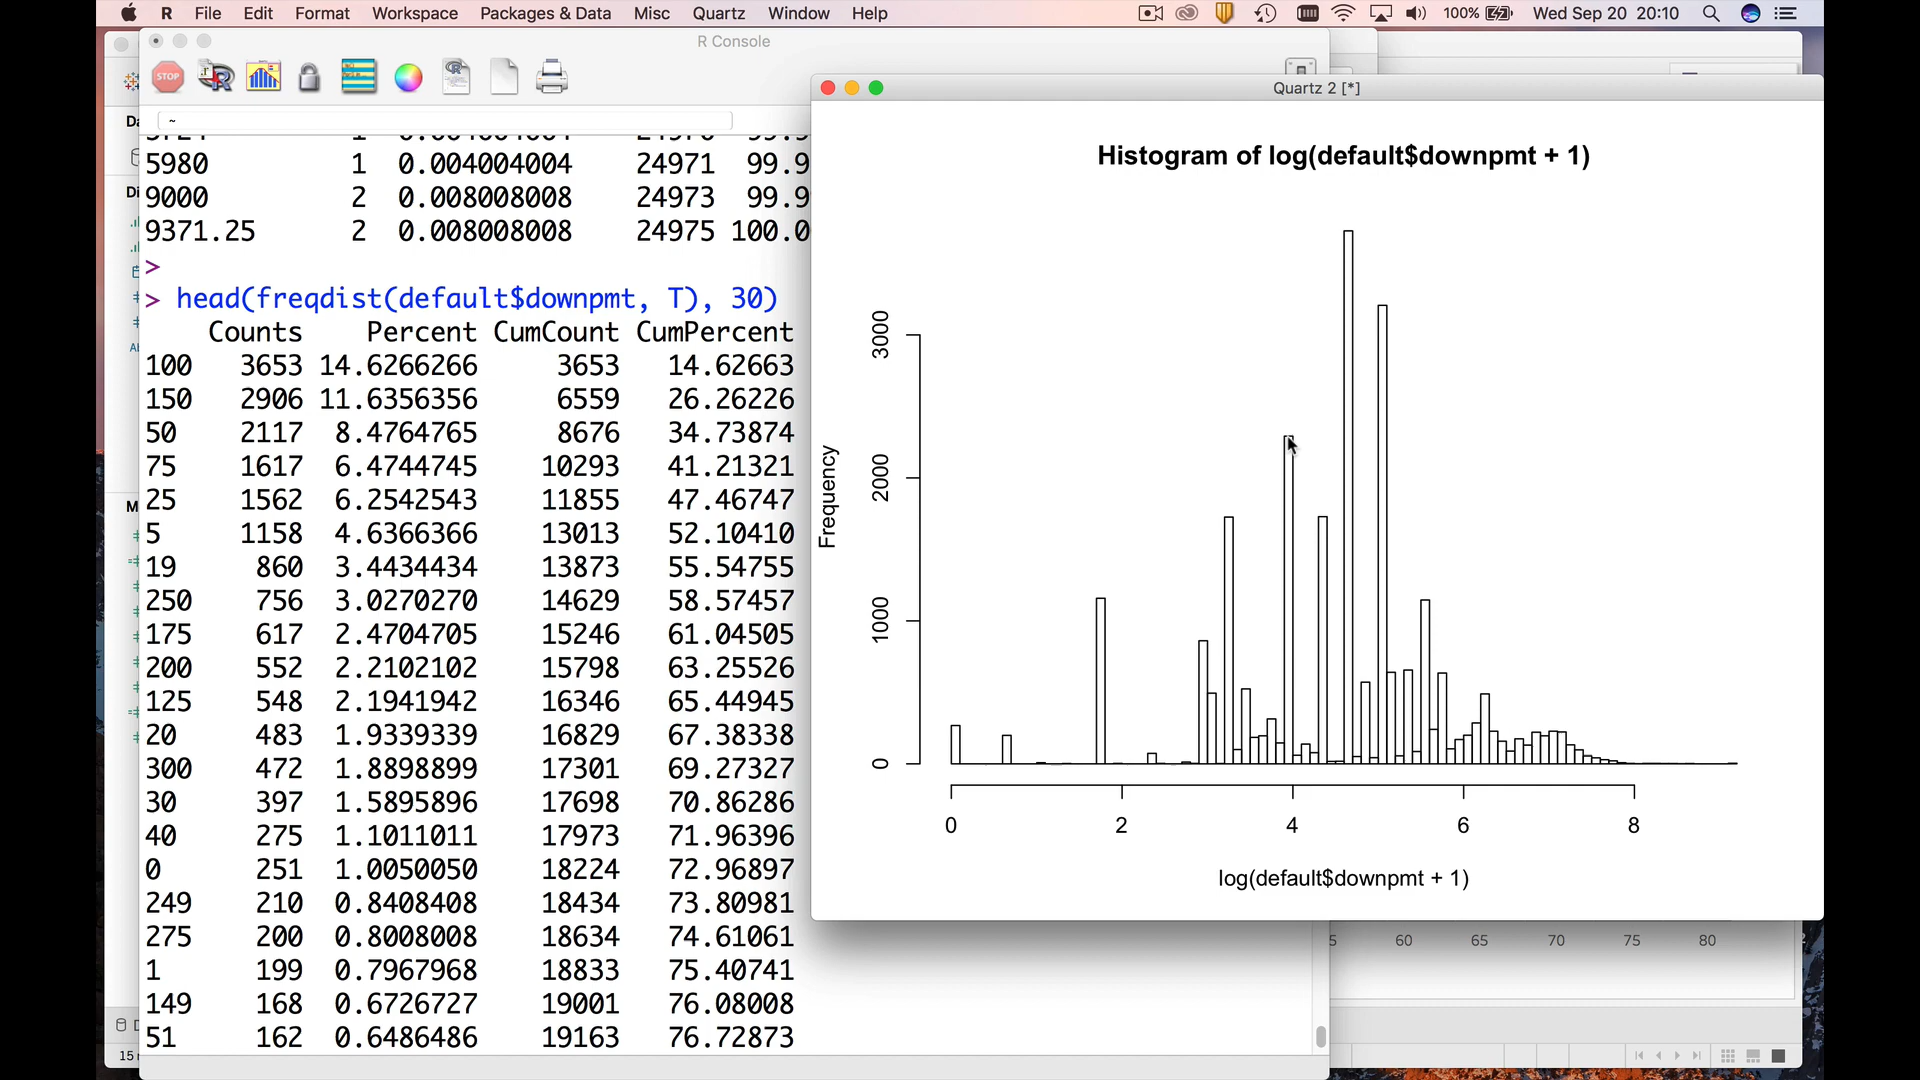 R File Edit Format Workspace Packages & Data Misc Quartz Window Help 100% Wed Sep 20 20:10
R Console
STOP
~
5980 1 0.004004004 24971 99.9
9000 2 0.008008008 24973 99.9
9371.25 2 0.008008008 24975 100.0
>
> head(freqdist(default$downpmt, T), 30)
Counts Percent CumCount CumPercent
100 3653 14.6266266 3653 14.62663
150 2906 11.6356356 6559 26.26226
50 2117 8.4764765 8676 34.73874
75 1617 6.4744745 10293 41.21321
25 1562 6.2542543 11855 47.46747
5 1158 4.6366366 13013 52.10410
19 860 3.4434434 13873 55.54755
250 756 3.0270270 14629 58.57457
175 617 2.4704705 15246 61.04505
200 552 2.2102102 15798 63.25526
125 548 2.1941942 16346 65.44945
20 483 1.9339339 16829 67.38338
300 472 1.8898899 17301 69.27327
30 397 1.5895896 17698 70.86286
40 275 1.1011011 17973 71.96396
0 251 1.0050050 18224 72.96897
249 210 0.8408408 18434 73.80981
275 200 0.8008008 18634 74.61061
1 199 0.7967968 18833 75.40741
149 168 0.6726727 19001 76.08008
51 162 0.6486486 19163 76.72873
Quartz 2 [*]
Histogram of log(default$downpmt + 1)
Frequency
3000
2000
1000
0
0 2 4 6 8
log(default$downpmt + 1)
5 60 65 70 75 80
Da
Di
M
15